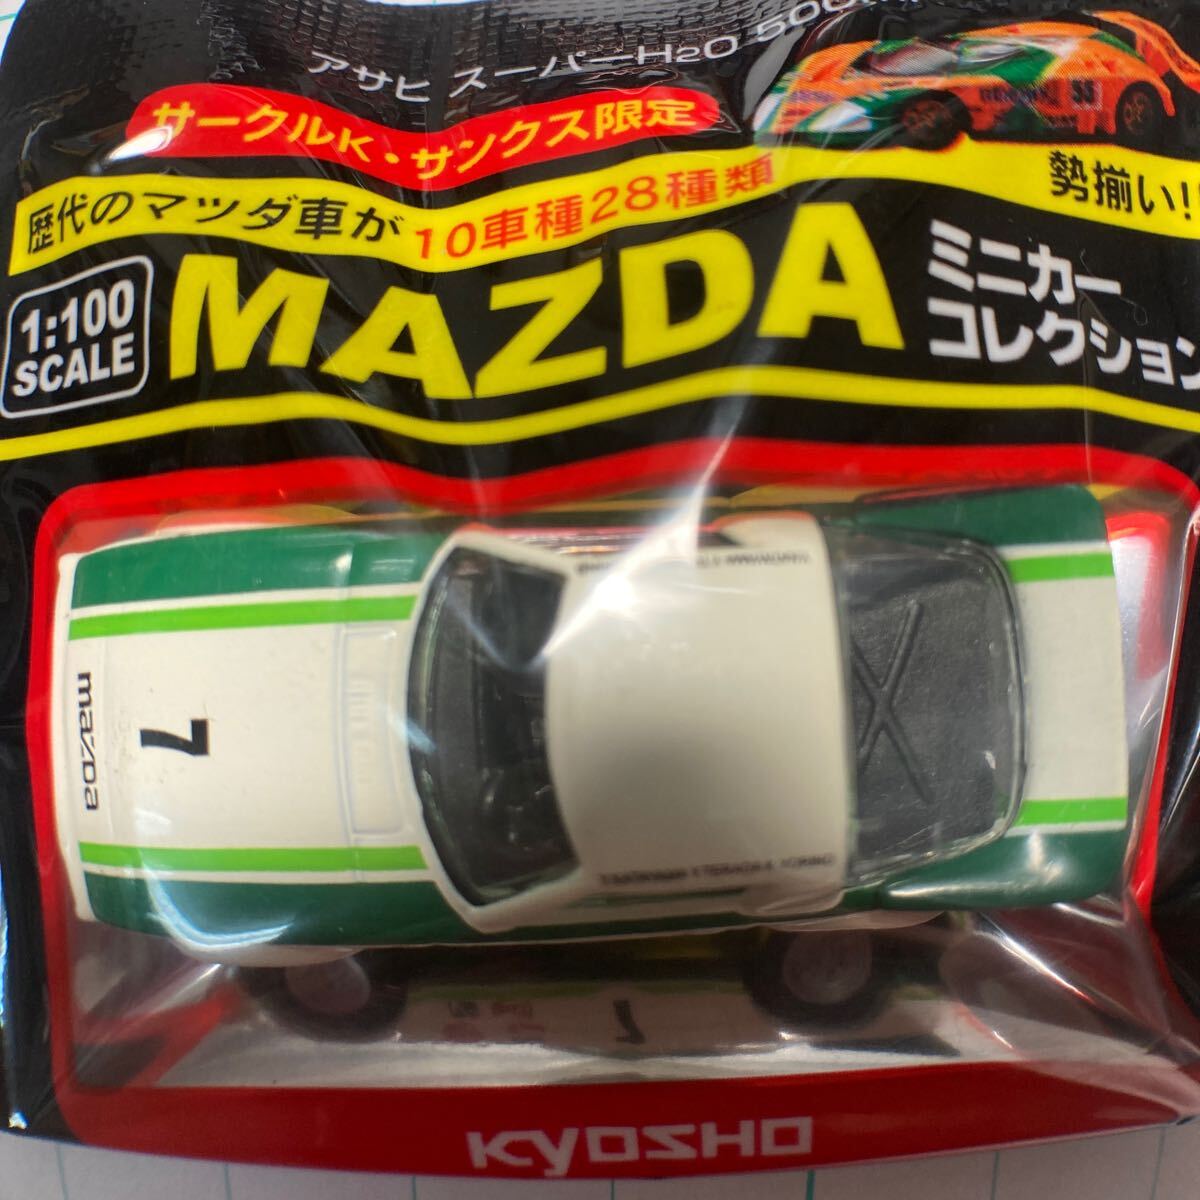 アサヒ スーパーH2O
サークルK・サンクス限定
歴代のマツダ車が10車種28種類
勢揃い!
1:100
SCALE
MAZDA
ミニカー
コレクション
mazda
7
7
KYOSHO